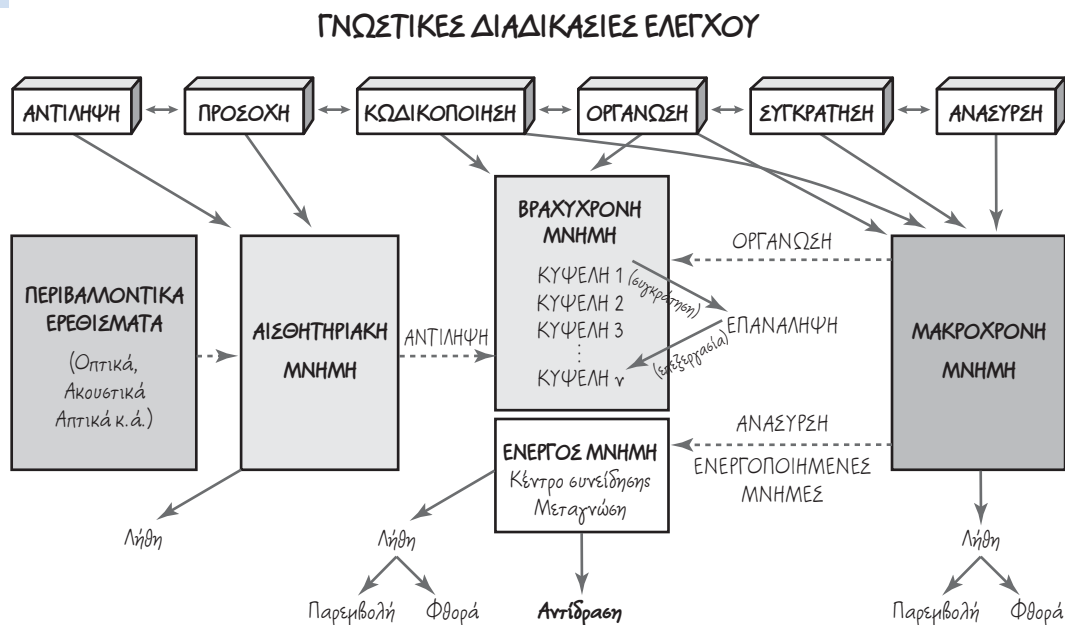 ΓΝΩΣΤΙΚΕΣ ΔΙΑΔΙΚΑΣΙΕΣ ΕΛΕΓΧΟΥ
ΑΝΤΙΛΗΨΗ
ΠΡΟΣΟΧΗ
ΚΩΔΙΚΟΠΟΙΗΣΗ
ΟΡΓΑΝΩΣΗ
ΣΥΓΚΡΑΤΗΣΗ
ΑΝΑΣΥΡΣΗ
ΠΕΡΙΒΑΛΛΟΝΤΙΚΑ
ΕΡΕΘΙΣΜΑΤΑ
(Οπτικά,
Ακουστικά
Απτικά κ.ά.)
ΑΙΣΘΗΤΗΡΙΑΚΗ
ΜΝΗΜΗ
ΑΝΤΙΛΗΨΗ
ΒΡΑΧΥΧΡΟΝΗ
ΜΝΗΜΗ
ΚΥΨΕΛΗ 1
ΚΥΨΕΛΗ 2
ΚΥΨΕΛΗ 3
⋮
ΚΥΨΕΛΗ ν
(συγκράτηση)
ΕΠΑΝΑΛΗΨΗ
(επεξεργασία)
ΟΡΓΑΝΩΣΗ
ΜΑΚΡΟΧΡΟΝΗ
ΜΝΗΜΗ
ΕΝΕΡΓΟΣ ΜΝΗΜΗ
Κέντρο συνείδησης
Μεταγνώση
ΑΝΑΣΥΡΣΗ
ΕΝΕΡΓΟΠΟΙΗΜΕΝΕΣ
ΜΝΗΜΕΣ
Λήθη
Λήθη
Παρεμβολή
Φθορά
Αντίδραση
Λήθη
Παρεμβολή
Φθορά